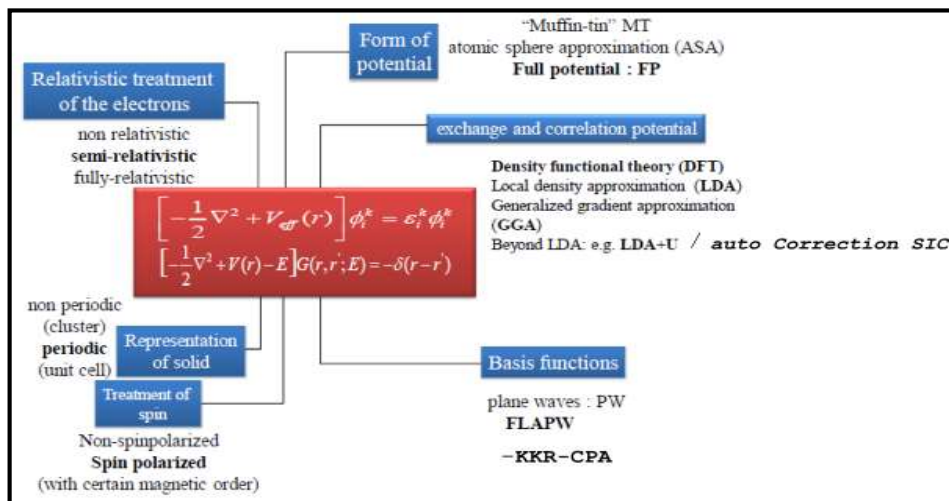 “Muffin-tin” MT
Form of
potential
atomic sphere approximation (ASA)
Full potential : FP
Relativistic treatment
of the electrons
non relativistic
semi-relativistic
fully-relativistic
exchange and correlation potential
Density functional theory (DFT)
Local density approximation (LDA)
Generalized gradient approximation
(GGA)
Beyond LDA: e.g. LDA+U / auto Correction SIC
[-1/2 ∇² + V_eff(r)] ϕ_i^k = ε_i^k ϕ_i^k
[-1/2 ∇² + V(r) – E]G(r,r';E) = –δ(r–r')
non periodic
(cluster)
periodic
(unit cell)
Representation
of solid
Treatment of
spin
Non-spinpolarized
Spin polarized
(with certain magnetic order)
Basis functions
plane waves : PW
FLAPW
-KKR-CPA